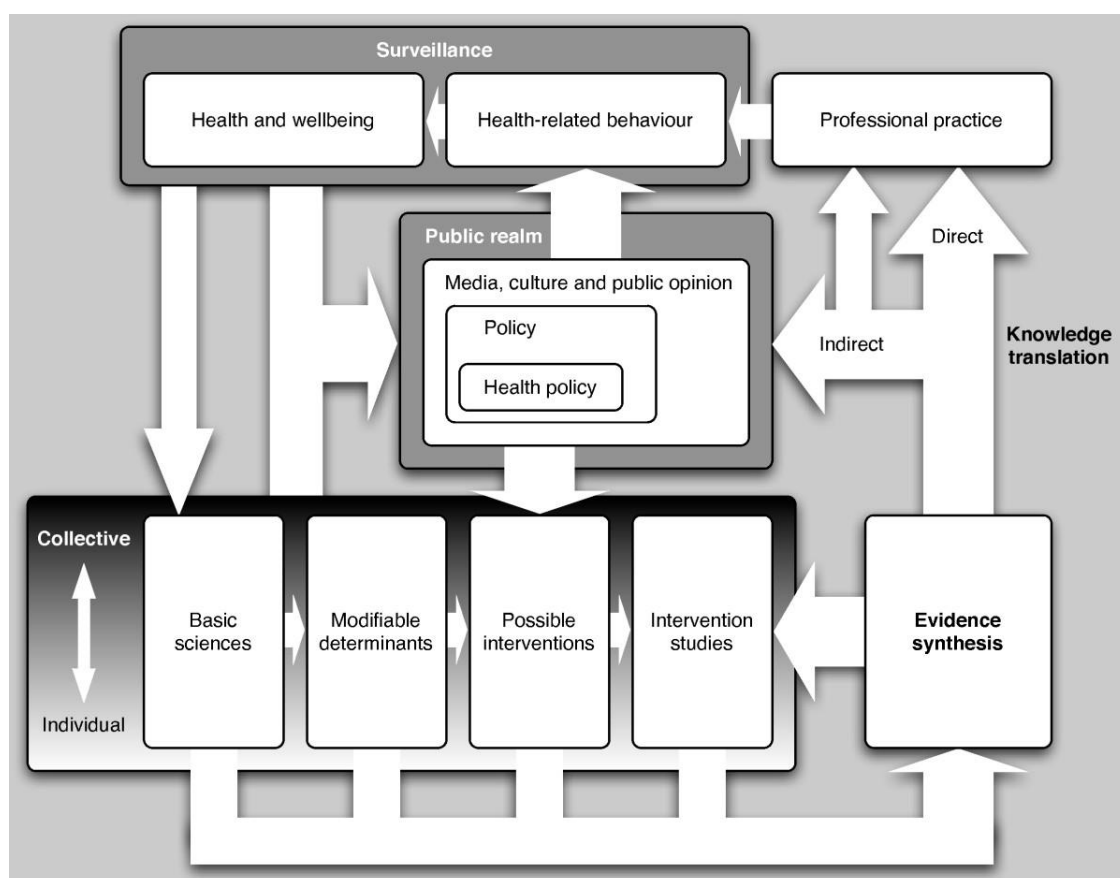 Surveillance
Health and wellbeing
Health-related behaviour
Professional practice
Public realm
Media, culture and public opinion
Policy
Health policy
Direct
Indirect
Knowledge
translation
Collective
Individual
Basic
sciences
Modifiable
determinants
Possible
interventions
Intervention
studies
Evidence
synthesis